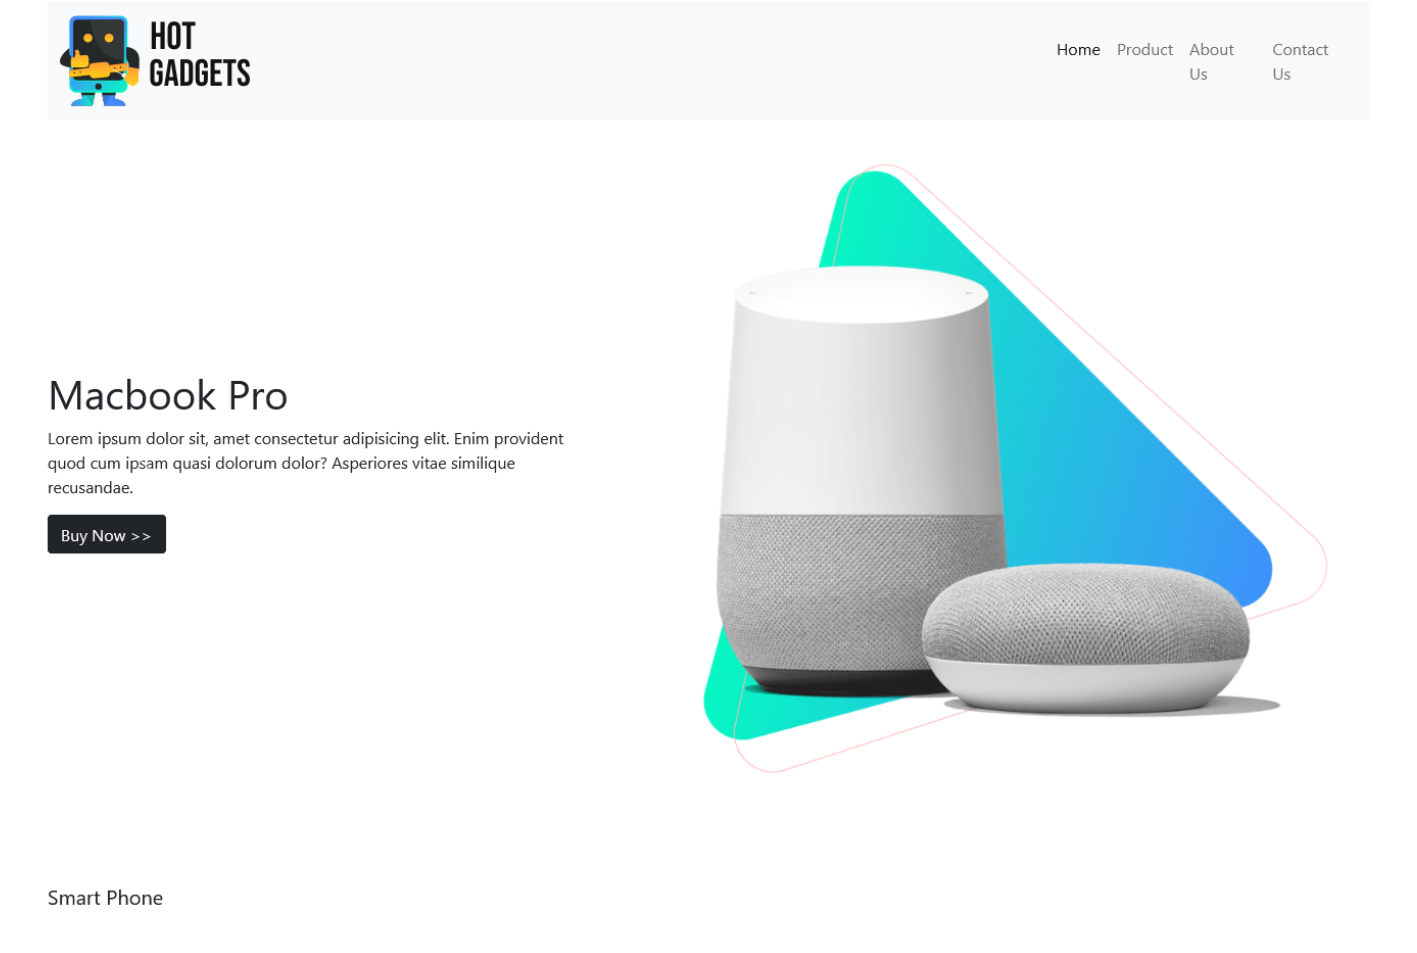 HOT
GADGETS
Home Product About Us Contact Us
Macbook Pro
Lorem ipsum dolor sit, amet consectetur adipisicing elit. Enim provident
quod cum ipsam quasi dolorum dolor? Asperiores vitae similique
recusandae.
Buy Now >>
Smart Phone